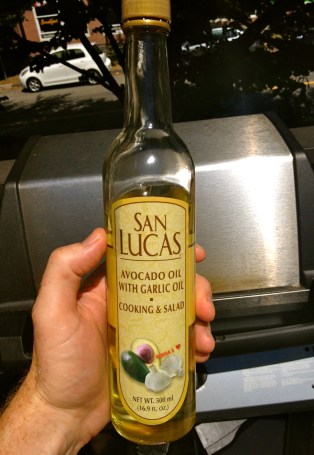 SAN
LUCAS
AVOCADO OIL
WITH GARLIC OIL
COOKING & SALAD
NET WT. 500 ml
(16.9 fl. oz.)